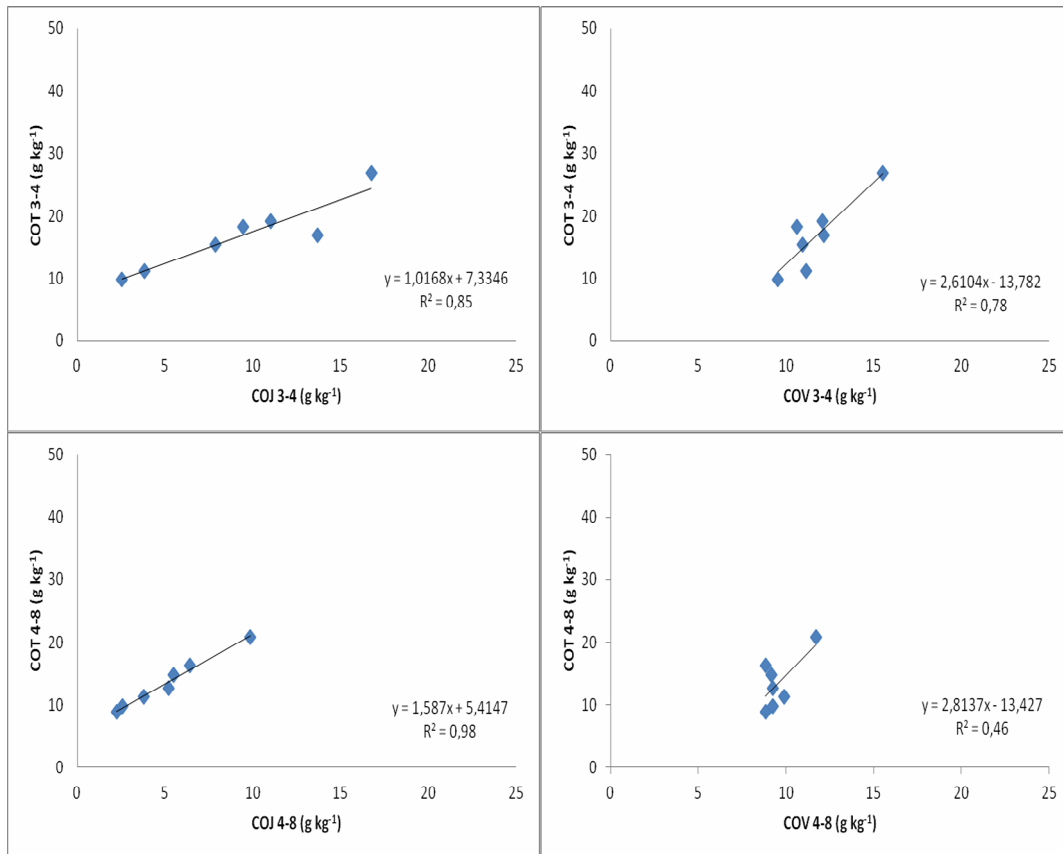 50
40
30
20
10
0
COT 3-4 (g kg-1)
y = 1,0168x + 7,3346
R² = 0,85
0 5 10 15 20 25
COJ 3-4 (g kg-1)
50
40
30
20
10
0
COT 3-4 (g kg-1)
y = 2,6104x - 13,782
R² = 0,78
0 5 10 15 20 25
COV 3-4 (g kg-1)
50
40
30
20
10
0
COT 4-8 (g kg-1)
y = 1,587x + 5,4147
R² = 0,98
0 5 10 15 20 25
COJ 4-8 (g kg-1)
50
40
30
20
10
0
COT 4-8 (g kg-1)
y = 2,8137x - 13,427
R² = 0,46
0 5 10 15 20 25
COV 4-8 (g kg-1)